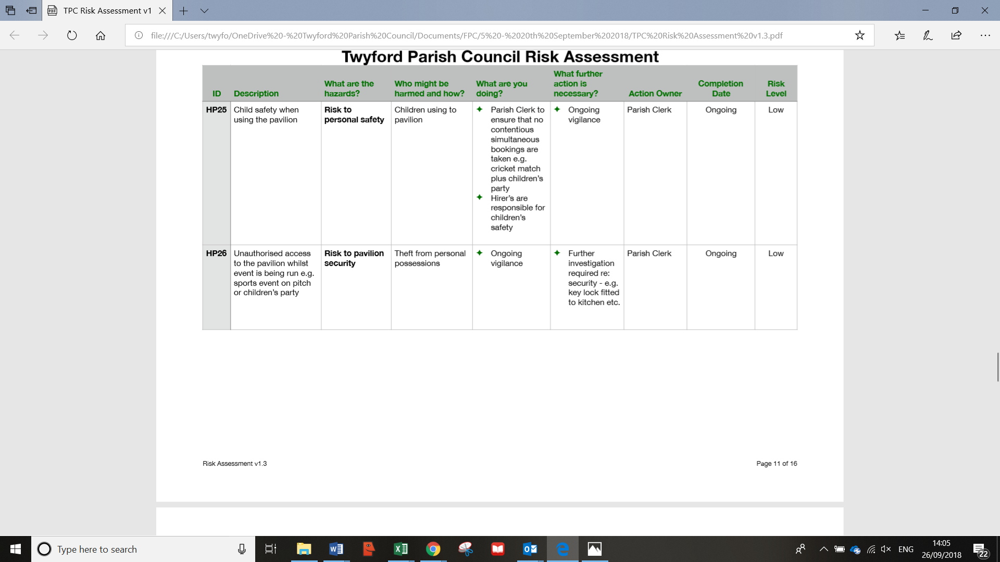 TPC Risk Assessment v1
file:///C:/Users/twyfo/OneDrive%20-%20Twyford%20Parish%20Council/Documents/FPC/5%20-%2020th%20September%202018/TPC%20Risk%20Assessment%20v1.3.pdf
Twyford Parish Council Risk Assessment
ID
Description
What are the
hazards?
Who might be
harmed and how?
What are you
doing?
What further
action is
necessary?
Action Owner
Completion
Date
Risk
Level
HP25
Child safety when
using the pavilion
Risk to
personal safety
Children using to
pavilion
✦ Parish Clerk to
ensure that no
contentious
simultaneous
bookings are
taken e.g.
cricket match
plus children's
party
✦ Hirer's are
responsible for
children's
safety
✦ Ongoing
vigilance
Parish Clerk
Ongoing
Low
HP26
Unauthorised access
to the pavilion whilst
event is being run e.g.
sports event on pitch
or children's party
Risk to pavilion
security
Theft from personal
possessions
✦ Ongoing
vigilance
✦ Further
investigation
required re:
security - e.g.
key lock fitted
to kitchen etc.
Parish Clerk
Ongoing
Low
Risk Assessment v1.3
Page 11 of 16
Type here to search
ENG
14:05
26/09/2018
22